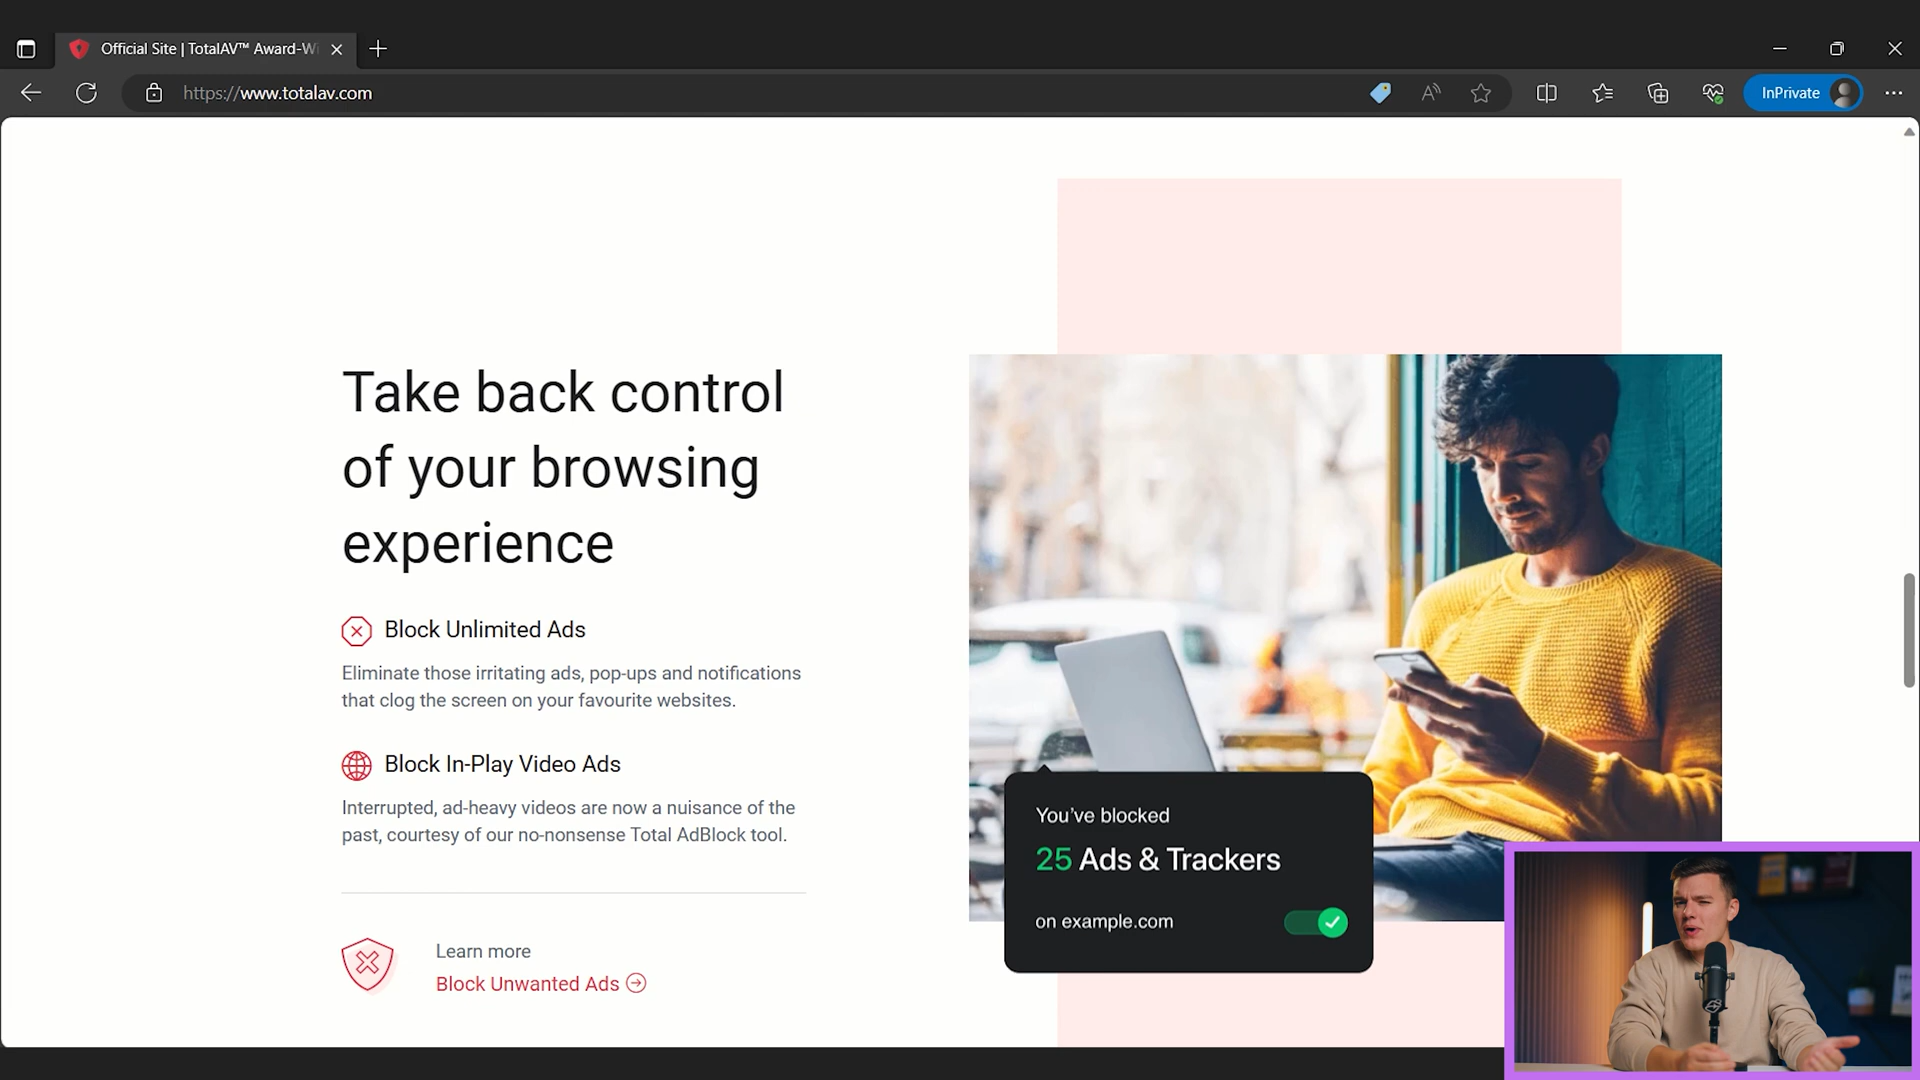 Official Site | TotalAV™ Award-Wi
https://www.totalav.com
InPrivate
Take back control
of your browsing
experience
Block Unlimited Ads
Eliminate those irritating ads, pop-ups and notifications
that clog the screen on your favourite websites.
Block In-Play Video Ads
Interrupted, ad-heavy videos are now a nuisance of the
past, courtesy of our no-nonsense Total AdBlock tool.
Learn more
Block Unwanted Ads
You've blocked
25 Ads & Trackers
on example.com